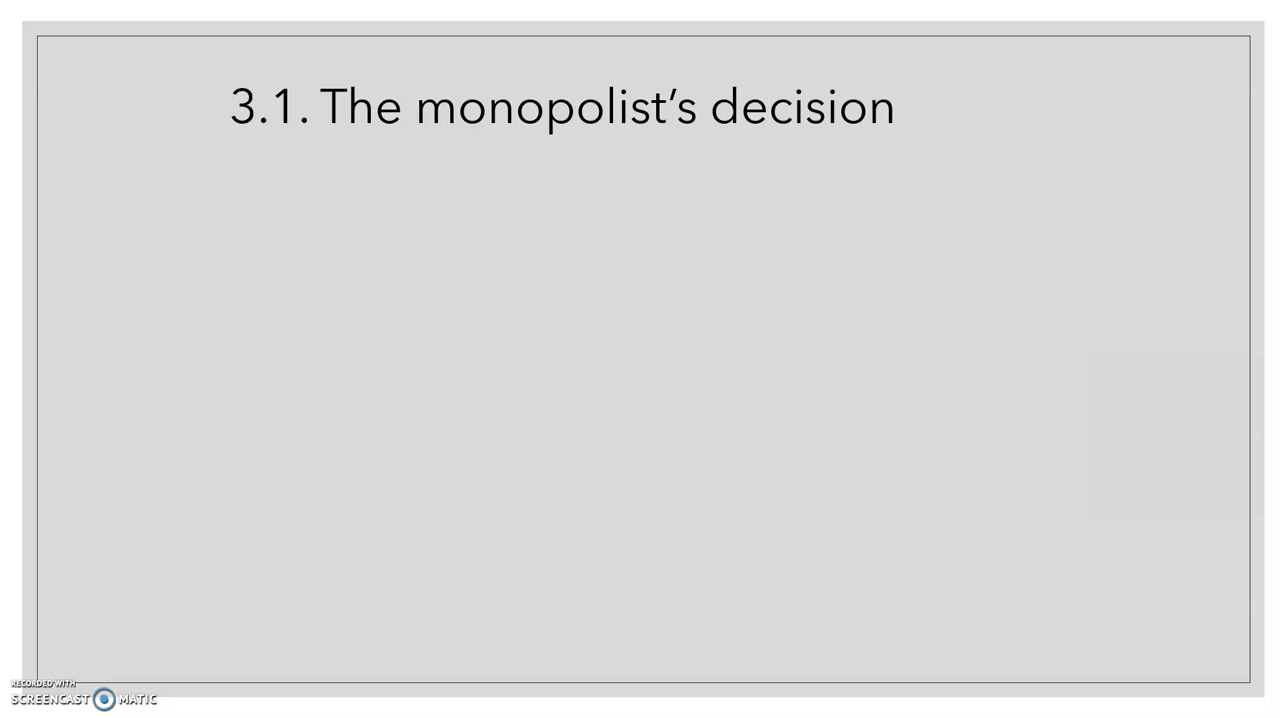 3.1. The monopolist’s decision
RECORDED WITH
SCREENCAST MATIC